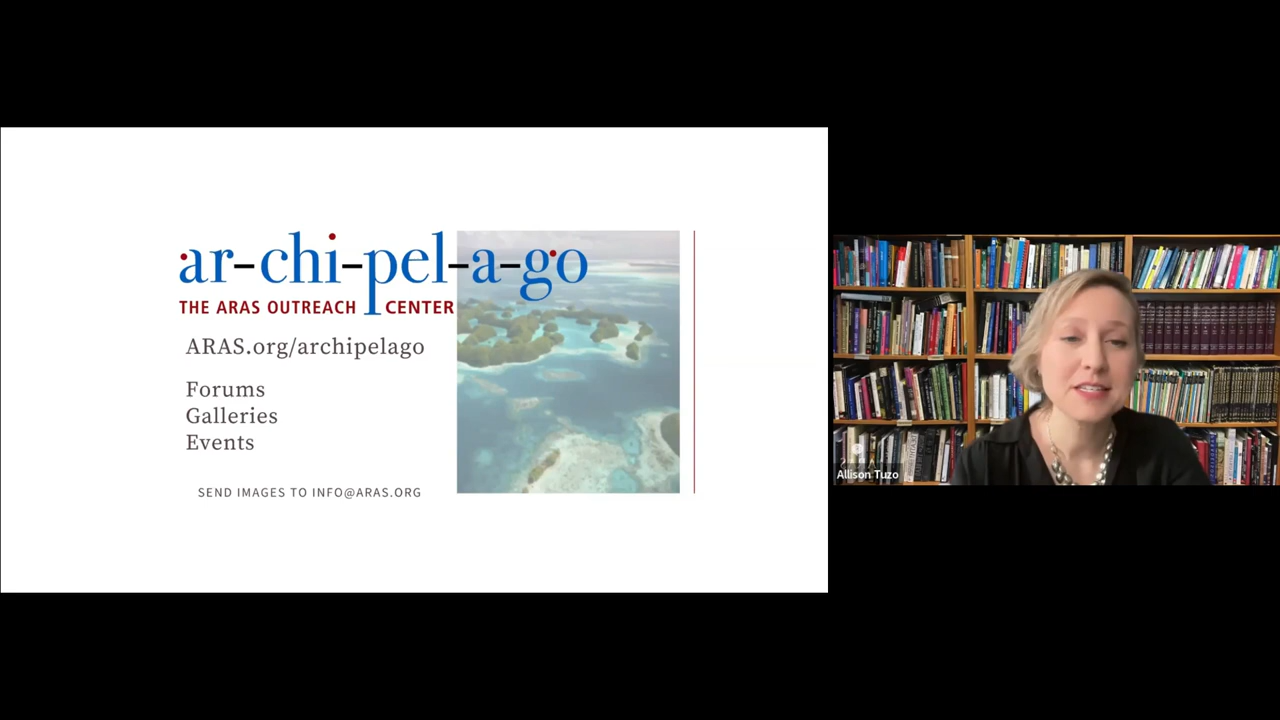 ar-chi-pel-a-go
THE ARAS OUTREACH CENTER
ARAS.org/archipelago
Forums
Galleries
Events
SEND IMAGES TO INFO@ARAS.ORG
Allison Tuzo